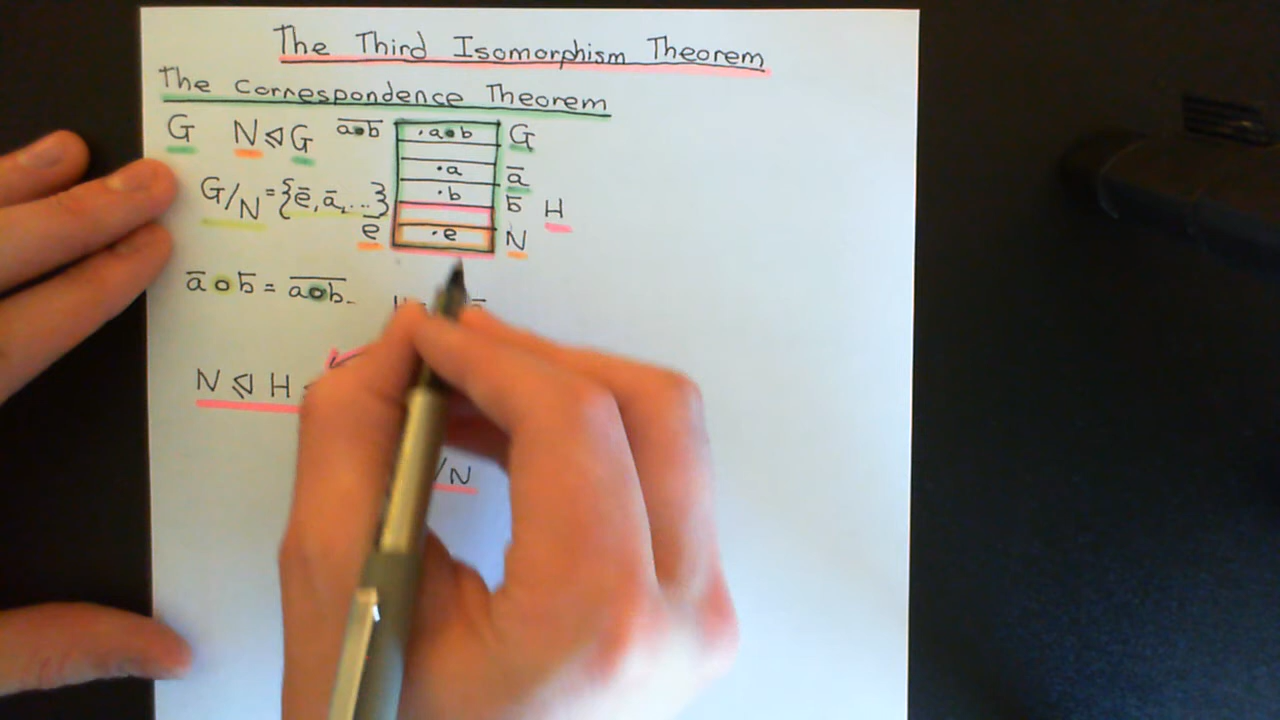 The Third Isomorphism Theorem
The Correspondence Theorem
G N ⊲ G a∘b ·a∘b G
·a ā
G/N = {ē, ā, ...} ·b b̄ H
ē ·e N
ā ∘ b̄ = a∘b.
N ⊴ H
/N